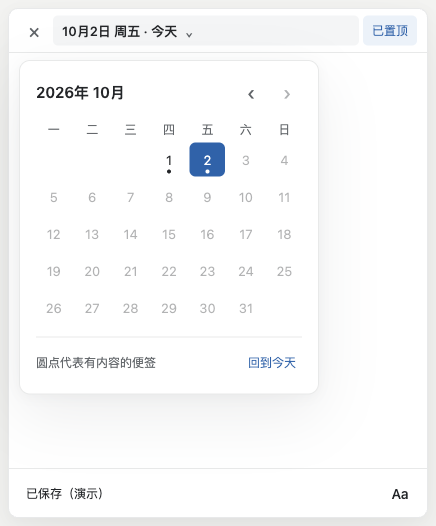 10月2日 周五 · 今天
已置顶
2026年 10月
一 二 三 四 五 六 日
1 2 3 4
5 6 7 8 9 10 11
12 13 14 15 16 17 18
19 20 21 22 23 24 25
26 27 28 29 30 31
圆点代表有内容的便签 回到今天
已保存（演示） Aa